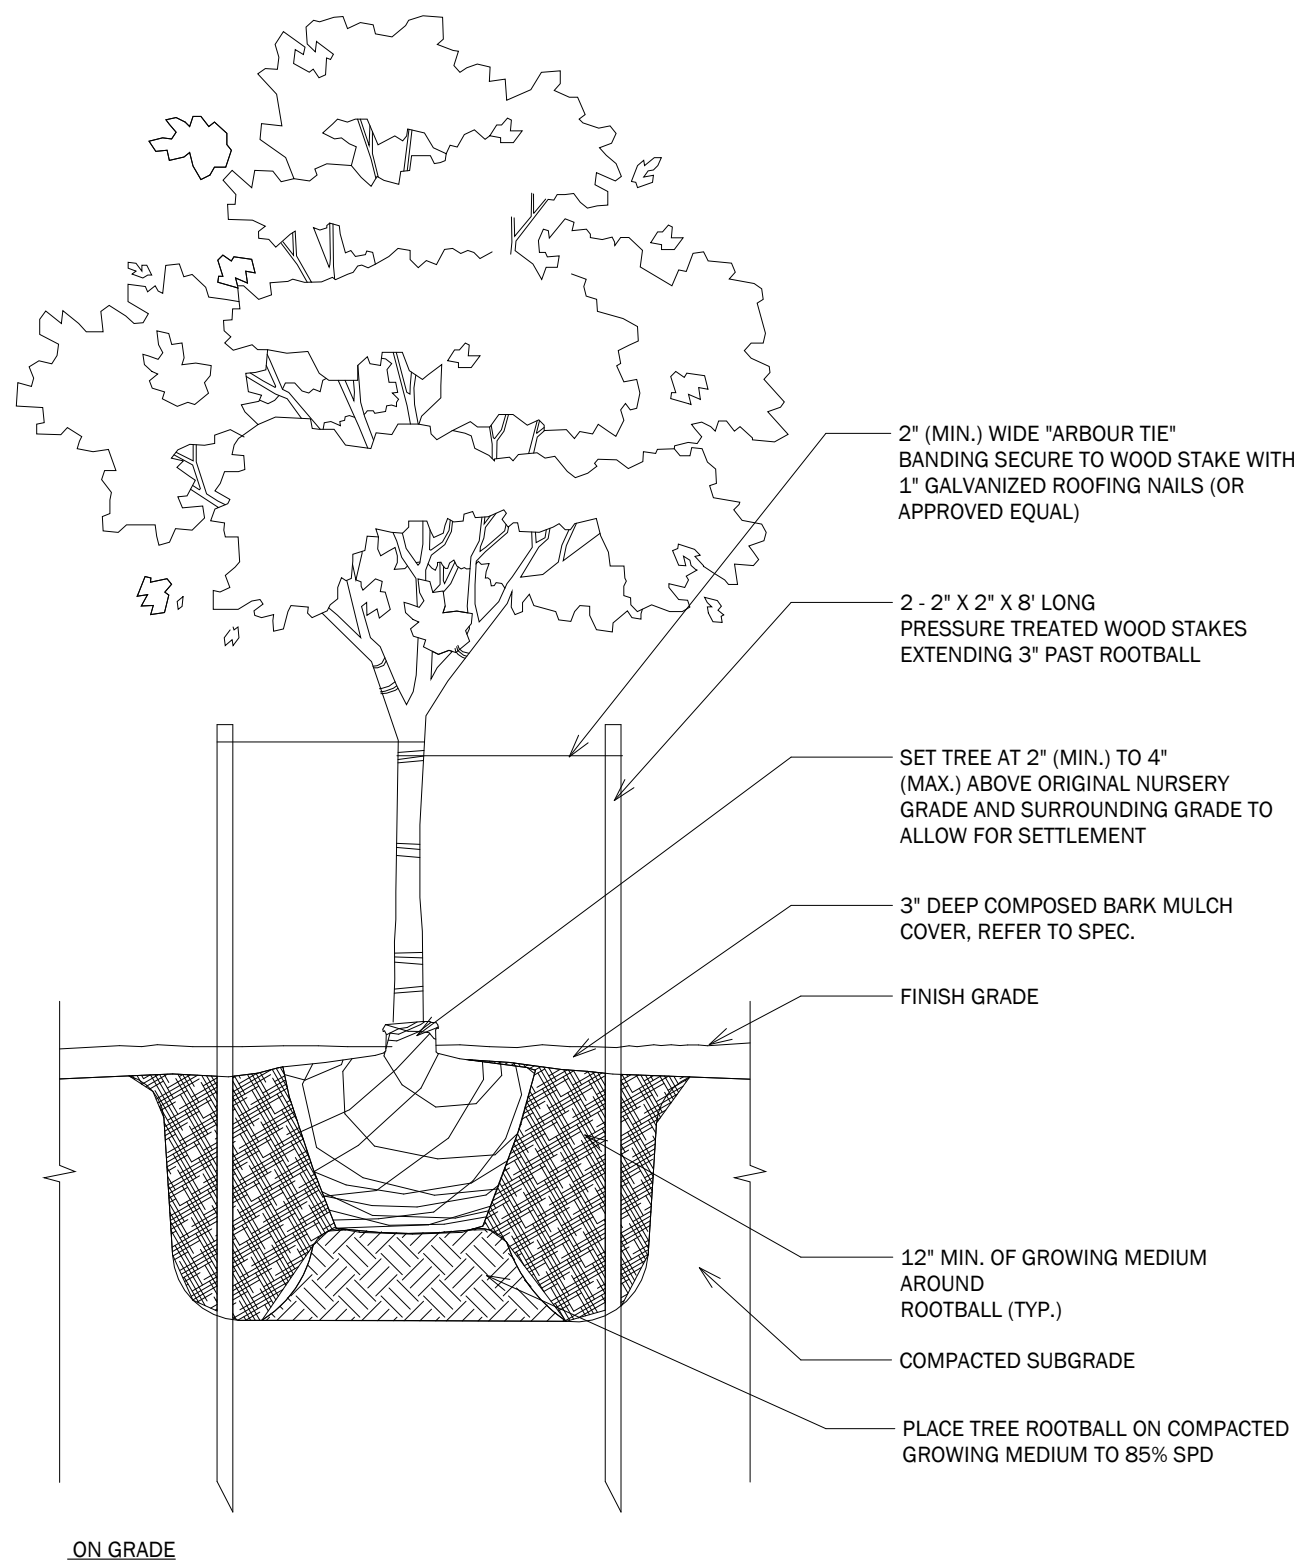 2" (MIN.) WIDE "ARBOUR TIE"
BANDING SECURE TO WOOD STAKE WITH
1" GALVANIZED ROOFING NAILS (OR
APPROVED EQUAL)
2 - 2" X 2" X 8' LONG
PRESSURE TREATED WOOD STAKES
EXTENDING 3" PAST ROOTBALL
SET TREE AT 2" (MIN.) TO 4"
(MAX.) ABOVE ORIGINAL NURSERY
GRADE AND SURROUNDING GRADE TO
ALLOW FOR SETTLEMENT
3" DEEP COMPOSED BARK MULCH
COVER, REFER TO SPEC.
FINISH GRADE
12" MIN. OF GROWING MEDIUM
AROUND
ROOTBALL (TYP.)
COMPACTED SUBGRADE
PLACE TREE ROOTBALL ON COMPACTED
GROWING MEDIUM TO 85% SPD
ON GRADE